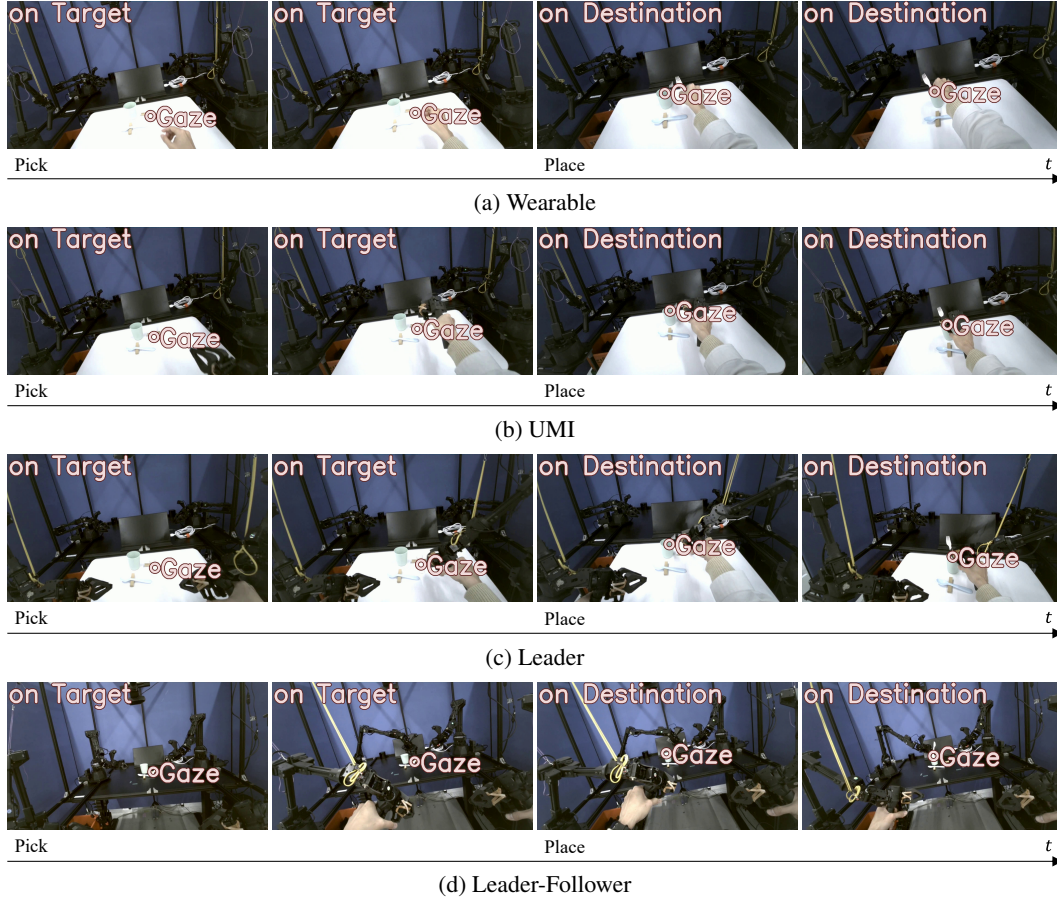 on Target on Target on Destination on Destination
Gaze Gaze Gaze Gaze
Pick Place t
(a) Wearable
on Target on Target on Destination on Destination
Gaze Gaze Gaze Gaze
Pick Place t
(b) UMI
on Target on Target on Destination on Destination
Gaze Gaze Gaze Gaze
Pick Place t
(c) Leader
on Target on Target on Destination on Destination
Gaze Gaze Gaze Gaze
Pick Place t
(d) Leader-Follower